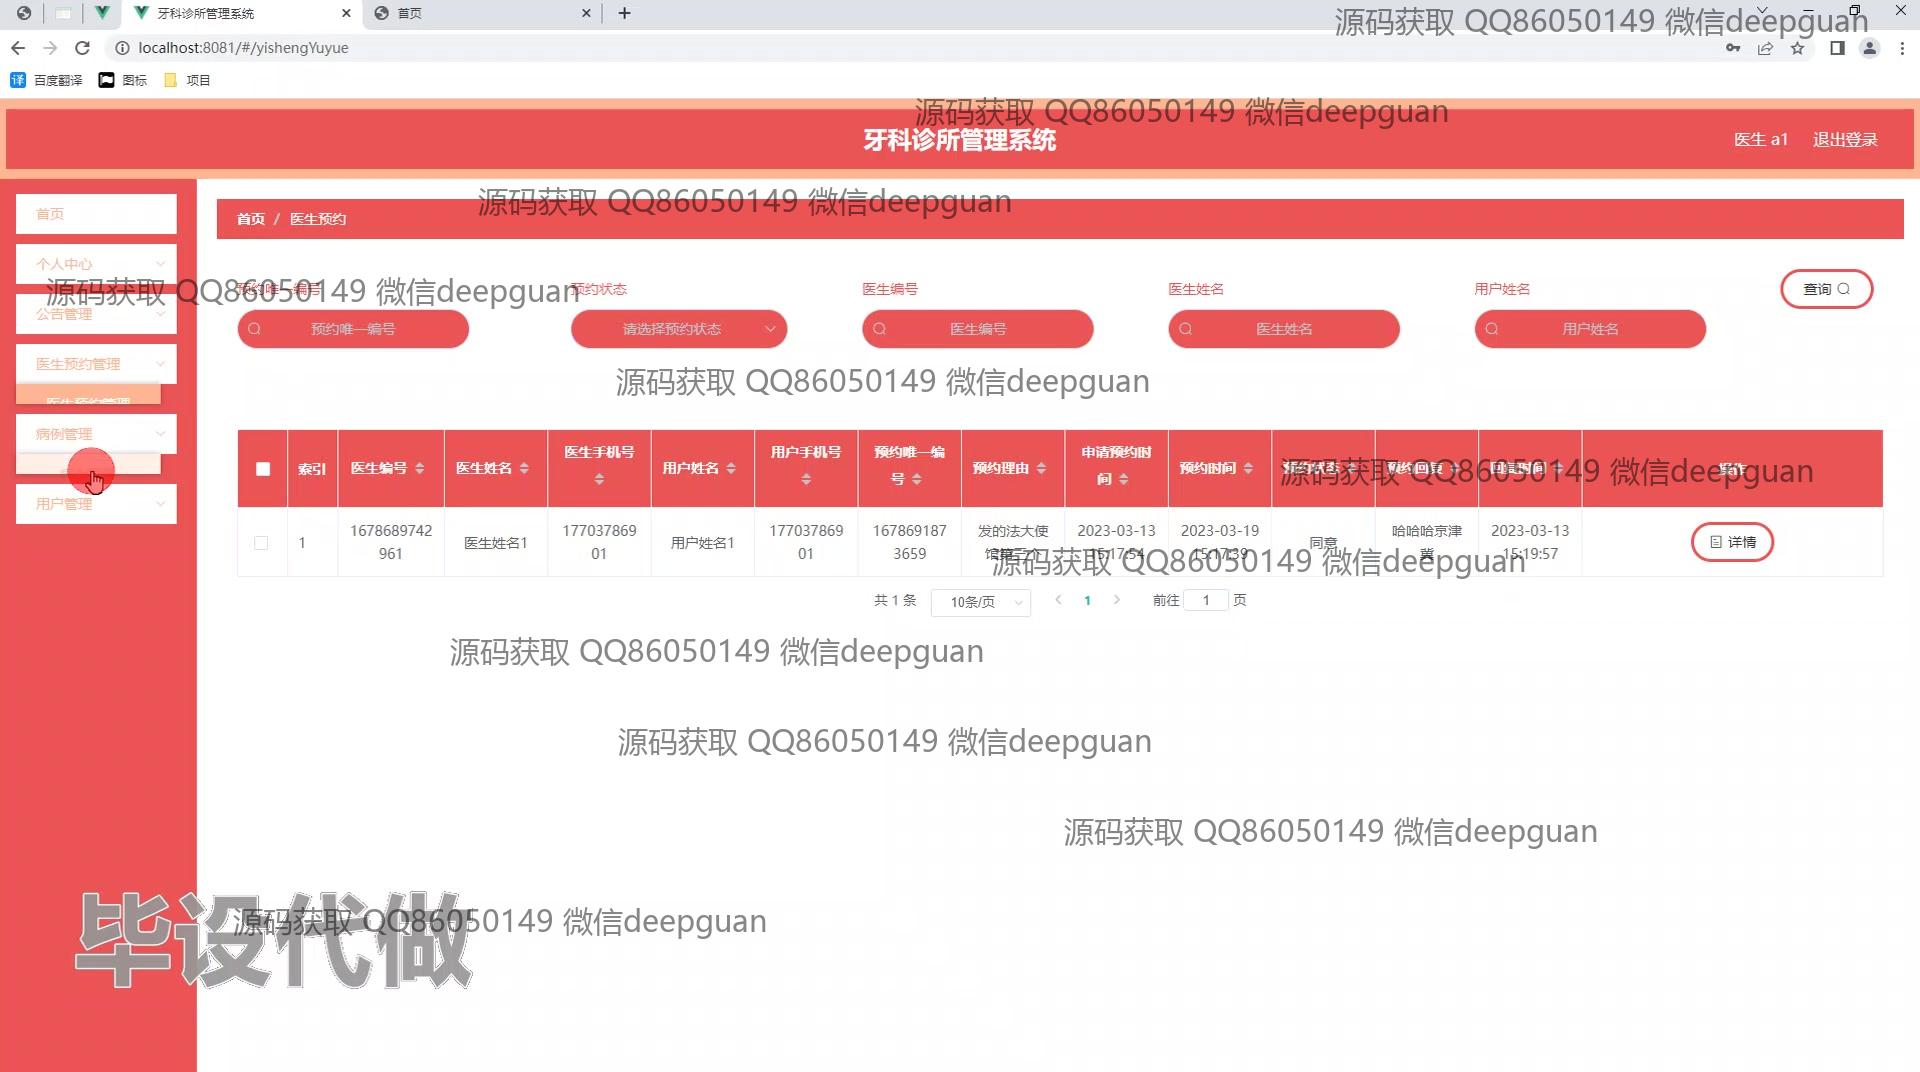 牙科诊所管理系统
首页
源码获取 QQ86050149 微信deepguan
localhost:8081/#/yishengYuyue
百度翻译
图标
项目
源码获取 QQ86050149 微信deepguan
牙科诊所管理系统
医生 a1
退出登录
源码获取 QQ86050149 微信deepguan
首页 / 医生预约
首页
个人中心
公告管理
医生预约管理
医生预约管理
病例管理
用户管理
源码获取 QQ86050149 微信deepguan
预约唯一编号
预约状态
医生编号
医生姓名
用户姓名
查询
预约唯一编号
请选择预约状态
医生编号
医生姓名
用户姓名
源码获取 QQ86050149 微信deepguan
索引
医生编号
医生姓名
医生手机号
用户姓名
用户手机号
预约唯一编号
预约理由
申请预约时间
预约时间
预约状态
预约回复
回复时间
操作
源码获取 QQ86050149 微信deepguan
1
1678689742961
医生姓名1
17703786901
用户姓名1
17703786901
1678691873659
发的法大使
2023-03-13 15:17:54
2023-03-19 15:17:39
同意
哈哈哈京津冀
2023-03-13 15:19:57
详情
源码获取 QQ86050149 微信deepguan
共 1 条
10条/页
1
前往 1 页
源码获取 QQ86050149 微信deepguan
源码获取 QQ86050149 微信deepguan
源码获取 QQ86050149 微信deepguan
毕设代做
源码获取 QQ86050149 微信deepguan